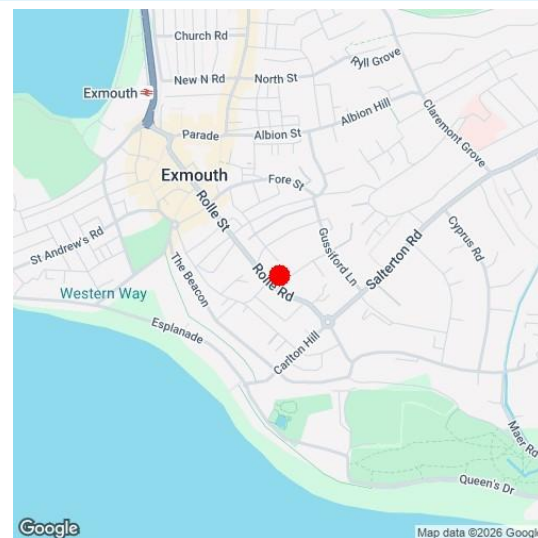 Church Rd
Ryll Grove
New N Rd
North St
Exmouth
Claremont Grove
Albion Hill
Parade
Albion St
Exmouth
Fore St
Rolle St
Gussiford Ln
Cyprus Rd
St Andrew's Rd
Salterton Rd
The Beacon
Rolle Rd
Western Way
Esplanade
Carlton Hill
Maer Rd
Queen's Dr
Google
Map data ©2026 Google